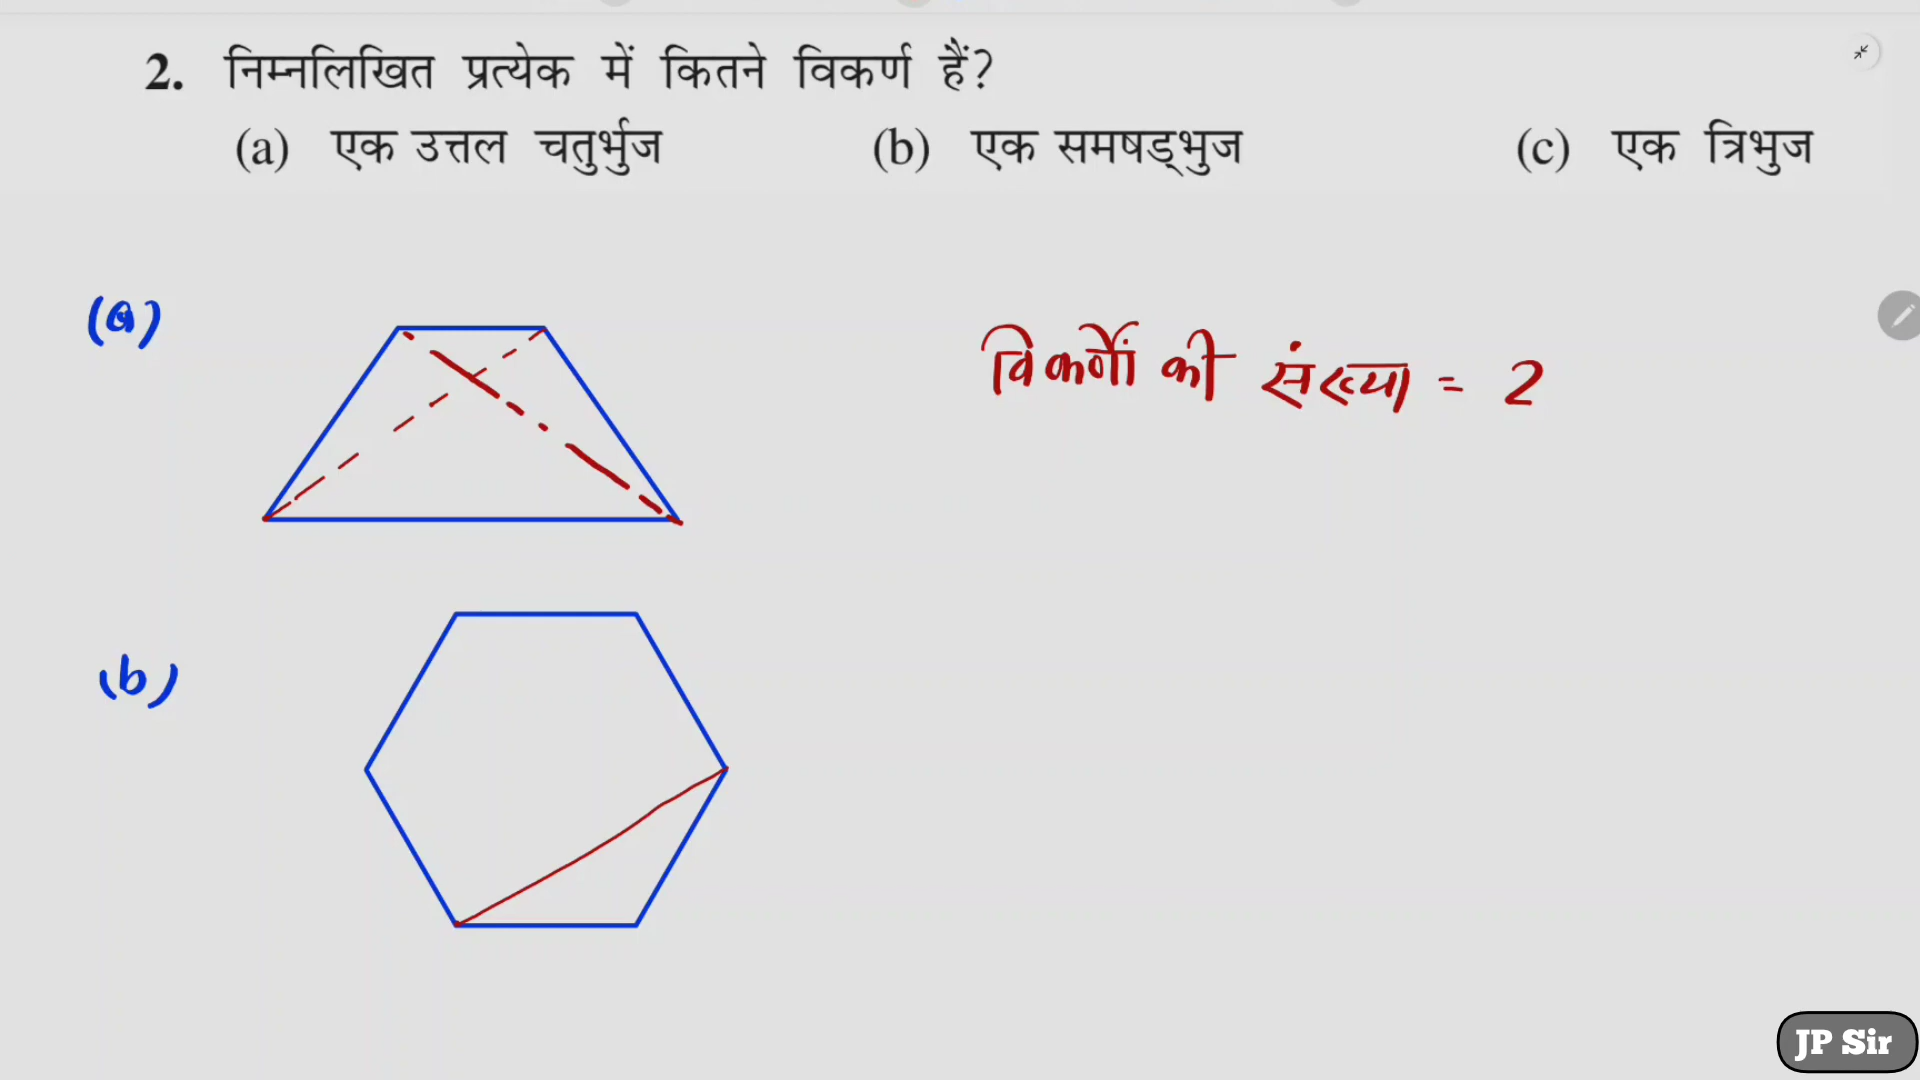 2. निम्नलिखित प्रत्येक में कितने विकर्ण हैं?
(a) एक उत्तल चतुर्भुज (b) एक समषड्भुज (c) एक त्रिभुज
(a)
विकर्णों की संख्या = 2
(b)
JP Sir